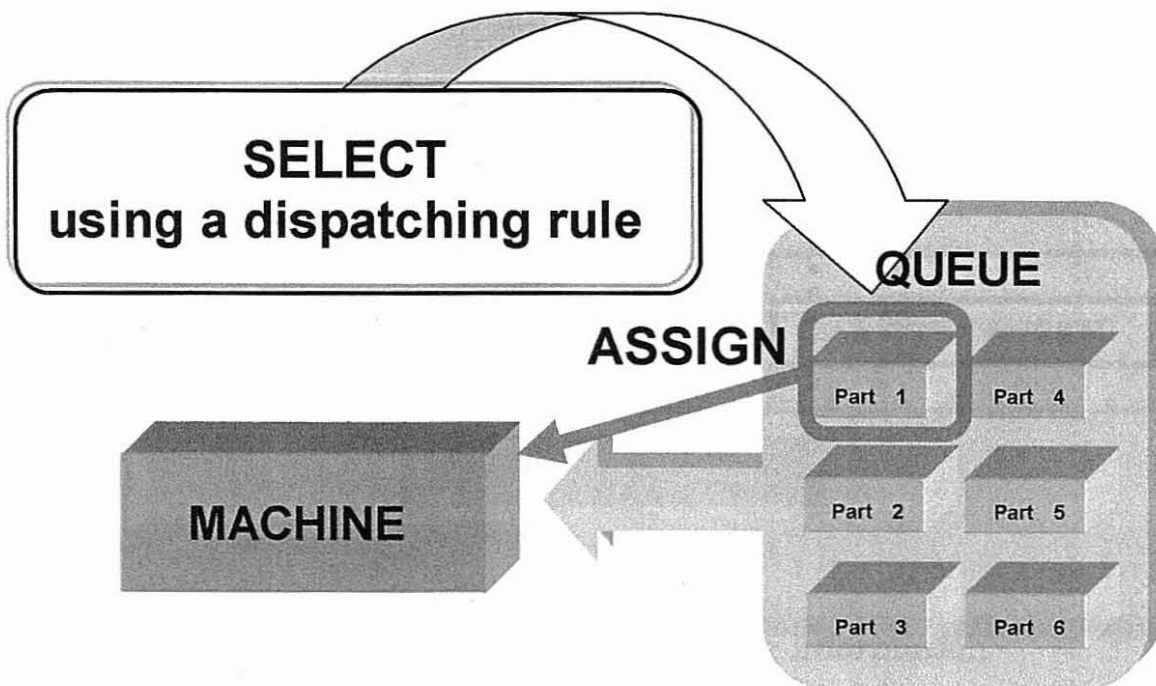 SELECT
using a dispatching rule
QUEUE
ASSIGN
Part 1
Part 4
MACHINE
Part 2
Part 5
Part 3
Part 6